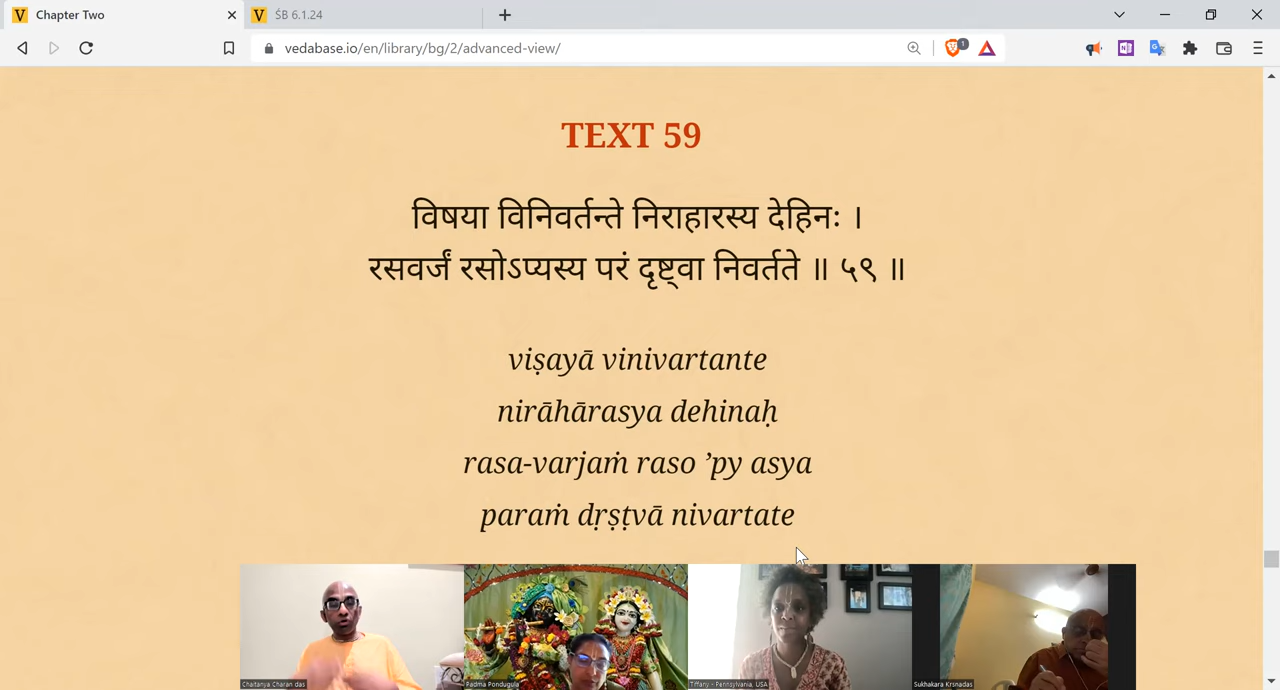 Chapter Two
ŚB 6.1.24
vedabase.io/en/library/bg/2/advanced-view/
1
TEXT 59
विषया विनिवर्तन्ते निराहारस्य देहिनः ।
रसवर्जं रसोऽप्यस्य परं दृष्ट्वा निवर्तते ॥ ५९ ॥
viṣayā vinivartante
nirāhārasya dehinaḥ
rasa-varjaṁ raso ’py asya
paraṁ dṛṣṭvā nivartate
Chaitanya Charan das
Padma Pondugula
Tiffany - Pennsylvania, USA
Sukhakara Krsnadas